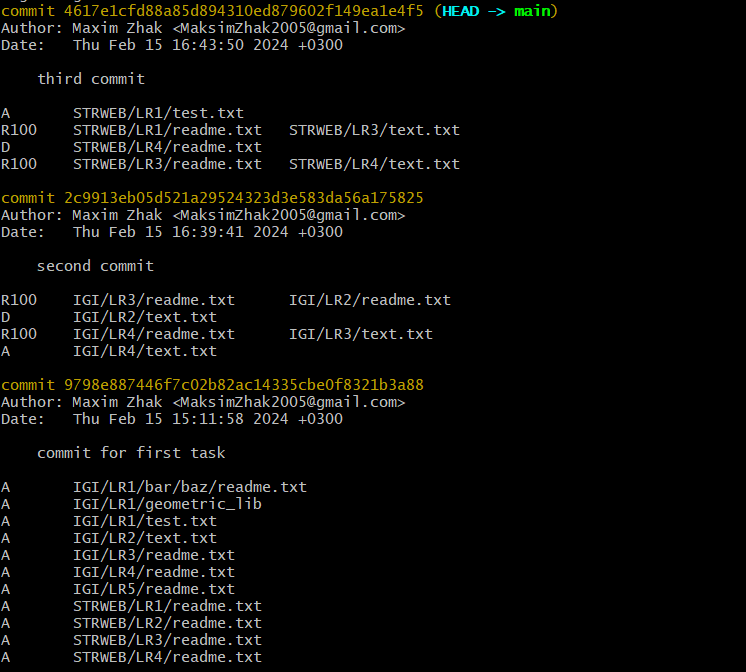 commit 4617e1cfd88a85d894310ed879602f149ea1e4f5 (HEAD -> main)
Author: Maxim Zhak <MaksimZhak2005@gmail.com>
Date:   Thu Feb 15 16:43:50 2024 +0300
    third commit
A       STRWEB/LR1/test.txt
R100    STRWEB/LR1/readme.txt   STRWEB/LR3/text.txt
D       STRWEB/LR4/readme.txt
R100    STRWEB/LR3/readme.txt   STRWEB/LR4/text.txt
commit 2c9913eb05d521a29524323d3e583da56a175825
Author: Maxim Zhak <MaksimZhak2005@gmail.com>
Date:   Thu Feb 15 16:39:41 2024 +0300
    second commit
R100    IGI/LR3/readme.txt      IGI/LR2/readme.txt
D       IGI/LR2/text.txt
R100    IGI/LR4/readme.txt      IGI/LR3/text.txt
A       IGI/LR4/text.txt
commit 9798e887446f7c02b82ac14335cbe0f8321b3a88
Author: Maxim Zhak <MaksimZhak2005@gmail.com>
Date:   Thu Feb 15 15:11:58 2024 +0300
    commit for first task
A       IGI/LR1/bar/baz/readme.txt
A       IGI/LR1/geometric_lib
A       IGI/LR1/test.txt
A       IGI/LR2/text.txt
A       IGI/LR3/readme.txt
A       IGI/LR4/readme.txt
A       IGI/LR5/readme.txt
A       STRWEB/LR1/readme.txt
A       STRWEB/LR2/readme.txt
A       STRWEB/LR3/readme.txt
A       STRWEB/LR4/readme.txt